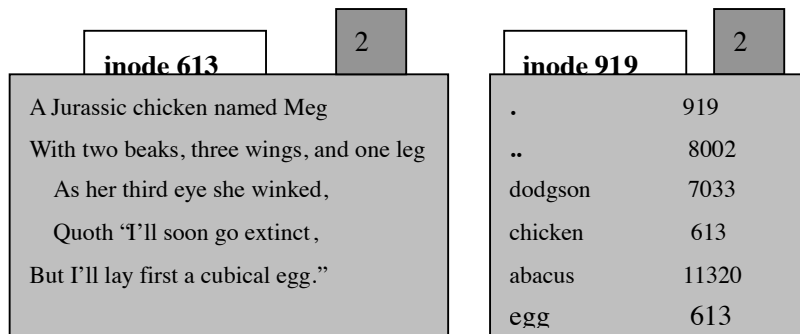 inode 613
2
A Jurassic chicken named Meg
With two beaks, three wings, and one leg
As her third eye she winked,
Quoth “I’ll soon go extinct,
But I’ll lay first a cubical egg.”
inode 919
2
. 919
.. 8002
dodgson 7033
chicken 613
abacus 11320
egg 613